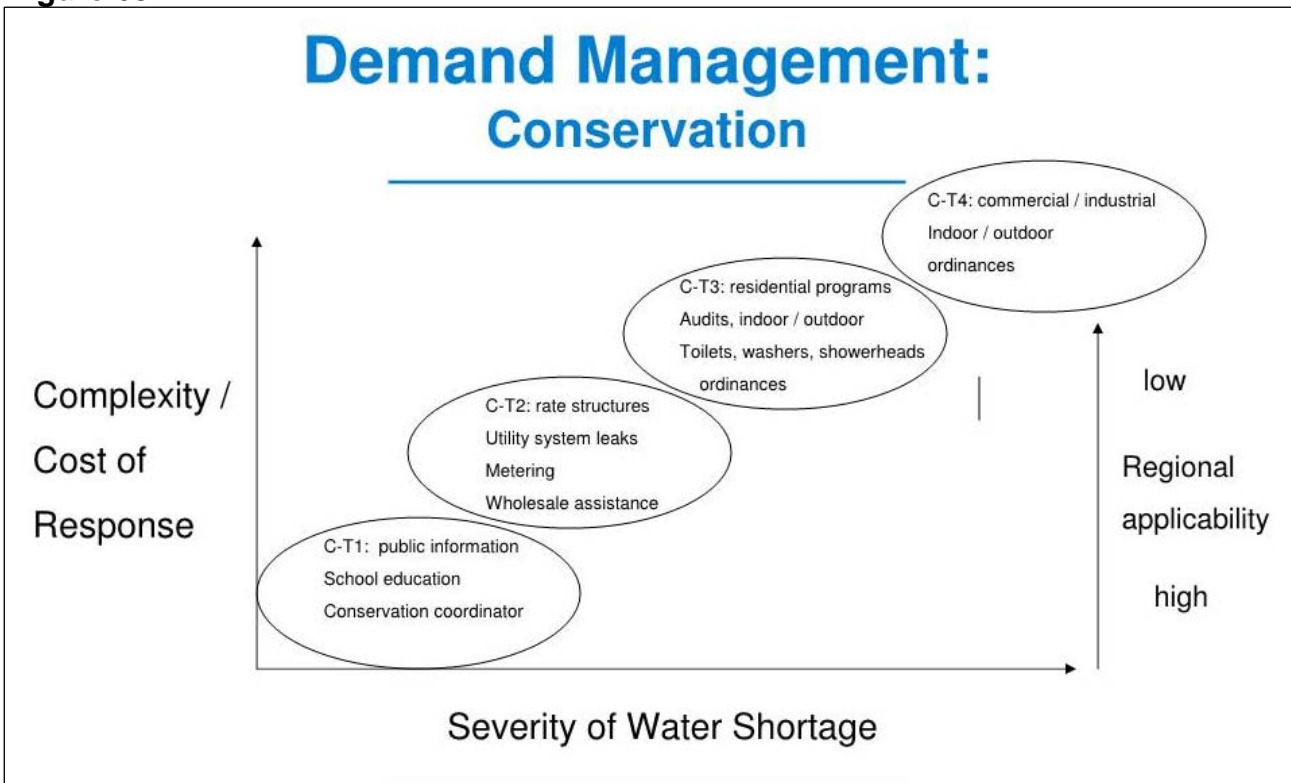 Demand Management:
Conservation
C-T4: commercial / industrial
Indoor / outdoor
ordinances
C-T3: residential programs
Audits, indoor / outdoor
Toilets, washers, showerheads
ordinances
C-T2: rate structures
Utility system leaks
Metering
Wholesale assistance
C-T1: public information
School education
Conservation coordinator
Complexity /
Cost of
Response
low
Regional
applicability
high
Severity of Water Shortage